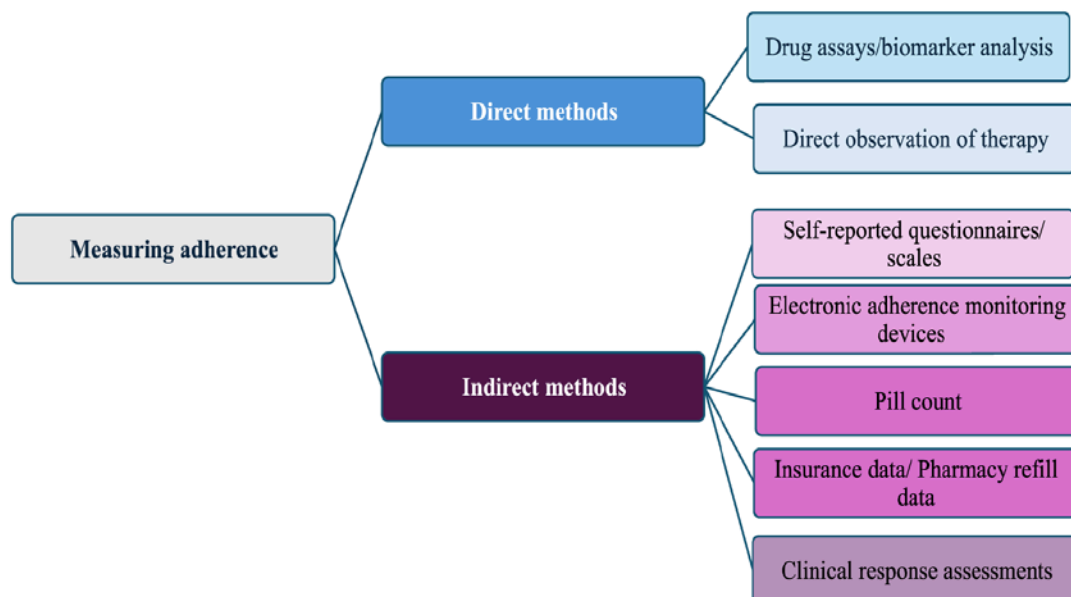 Measuring adherence
Direct methods
Drug assays/biomarker analysis
Direct observation of therapy
Indirect methods
Self-reported questionnaires/
scales
Electronic adherence monitoring
devices
Pill count
Insurance data/ Pharmacy refill
data
Clinical response assessments